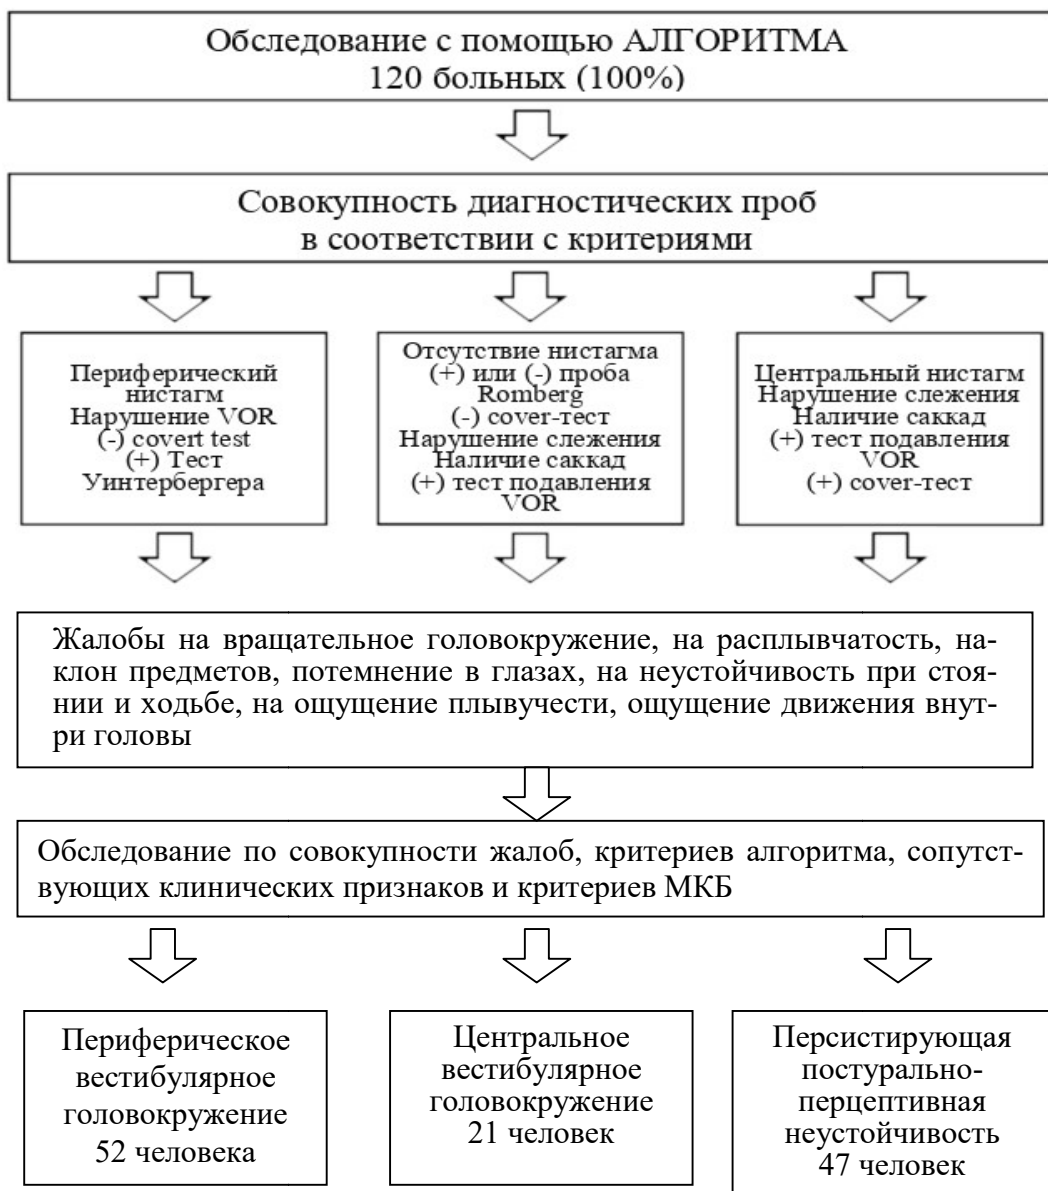 Обследование с помощью АЛГОРИТМА
120 больных (100%)
Совокупность диагностических проб
в соответствии с критериями
Периферический
нистагм
Нарушение VOR
(-) covert test
(+) Тест
Уинтербергера
Отсутствие нистагма
(+) или (-) проба
Romberg
(-) cover-тест
Нарушение слежения
Наличие саккад
(+) тест подавления
VOR
Центральный нистагм
Нарушение слежения
Наличие саккад
(+) тест подавления
VOR
(+) cover-тест
Жалобы на вращательное головокружение, на расплывчатость, на-
клон предметов, потемнение в глазах, на неустойчивость при стоя-
нии и ходьбе, на ощущение плывучести, ощущение движения внут-
ри головы
Обследование по совокупности жалоб, критериев алгоритма, сопутст-
вующих клинических признаков и критериев МКБ
Периферическое
вестибулярное
головокружение
52 человека
Центральное
вестибулярное
головокружение
21 человек
Персистирующая
постурально-
перцептивная
неустойчивость
47 человек